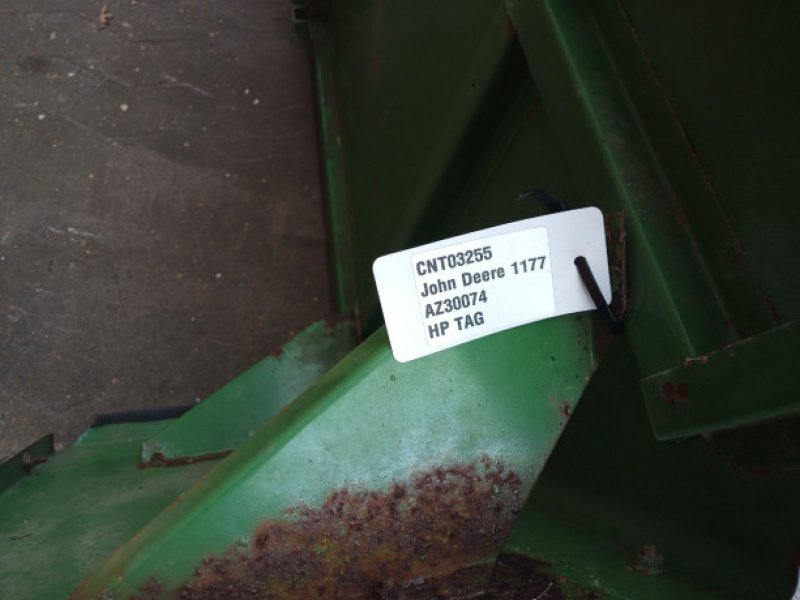 CNT03255
John Deere 1177
AZ30074
HP TAG